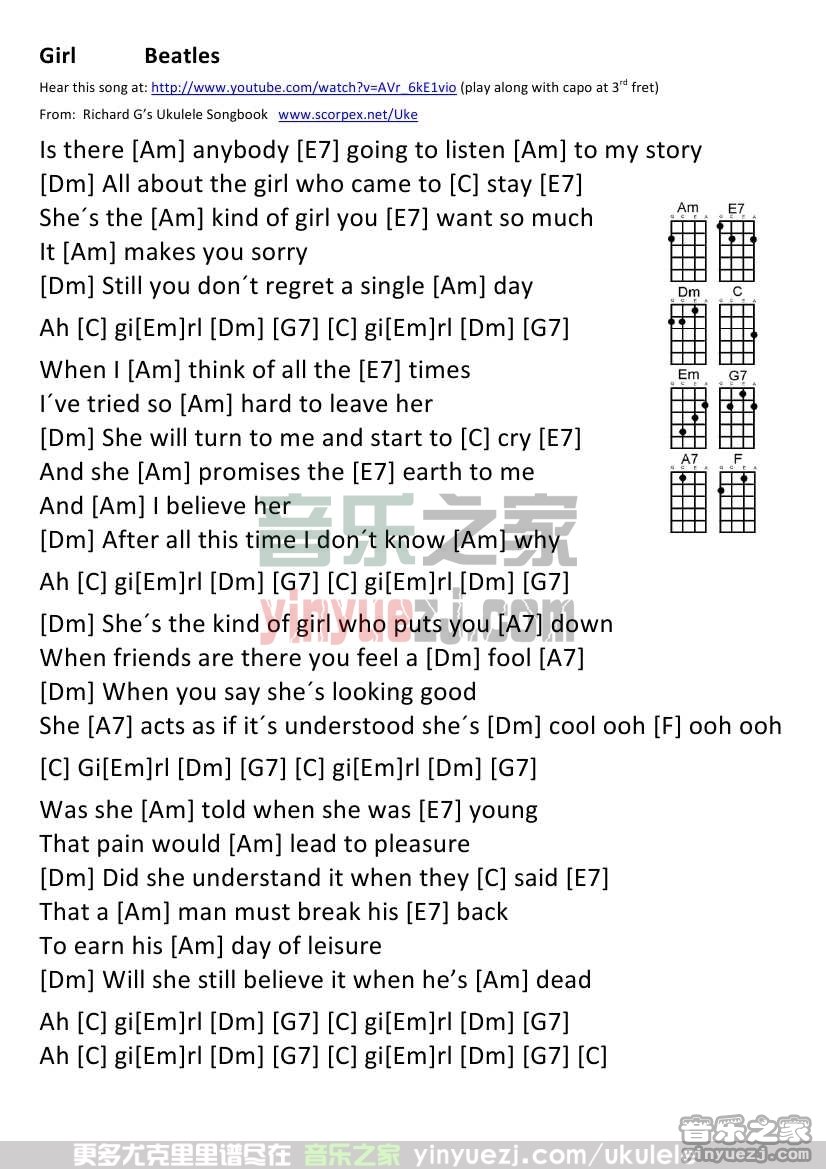 Girl Beatles
Hear this song at: http://www.youtube.com/watch?v=AVr_6kE1vio (play along with capo at 3rd fret)
From: Richard G's Ukulele Songbook www.scorpex.net/Uke
Is there [Am] anybody [E7] going to listen [Am] to my story
[Dm] All about the girl who came to [C] stay [E7]
She´s the [Am] kind of girl you [E7] want so much
It [Am] makes you sorry
[Dm] Still you don´t regret a single [Am] day
Ah [C] gi[Em]rl [Dm] [G7] [C] gi[Em]rl [Dm] [G7]
When I [Am] think of all the [E7] times
I´ve tried so [Am] hard to leave her
[Dm] She will turn to me and start to [C] cry [E7]
And she [Am] promises the [E7] earth to me
And [Am] I believe her
[Dm] After all this time I don´t know [Am] why
Ah [C] gi[Em]rl [Dm] [G7] [C] gi[Em]rl [Dm] [G7]
[Dm] She´s the kind of girl who puts you [A7] down
When friends are there you feel a [Dm] fool [A7]
[Dm] When you say she´s looking good
She [A7] acts as if it´s understood she´s [Dm] cool ooh [F] ooh ooh
[C] Gi[Em]rl [Dm] [G7] [C] gi[Em]rl [Dm] [G7]
Was she [Am] told when she was [E7] young
That pain would [Am] lead to pleasure
[Dm] Did she understand it when they [C] said [E7]
That a [Am] man must break his [E7] back
To earn his [Am] day of leisure
[Dm] Will she still believe it when he’s [Am] dead
Ah [C] gi[Em]rl [Dm] [G7] [C] gi[Em]rl [Dm] [G7]
Ah [C] gi[Em]rl [Dm] [G7] [C] gi[Em]rl [Dm] [G7] [C]
Am E7
G C E A G C E A
Dm C
G C E A G C E A
Em G7
G C E A G C E A
A7 F
G C E A G C E A
音乐之家
yinyuezj.com
更多尤克里里谱尽在 音乐之家 yinyuezj.com/ukulele
音乐之家
yinyuezj.com